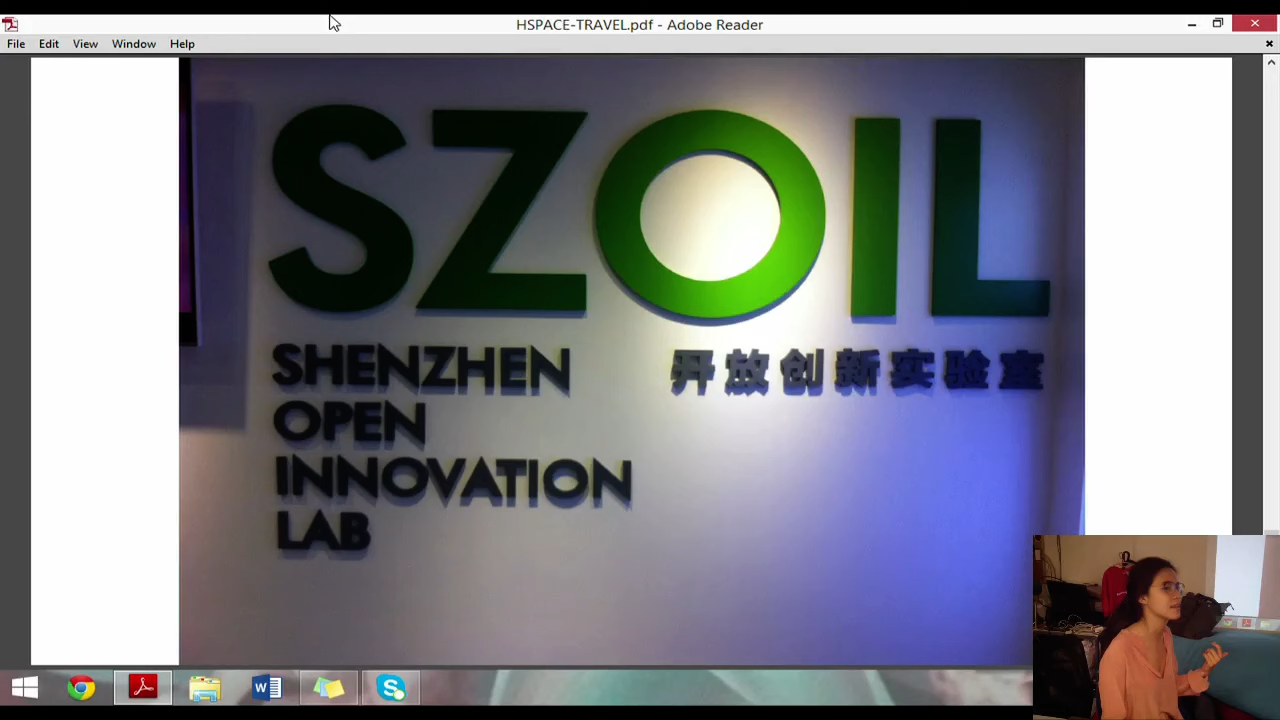 HSPACE-TRAVEL.pdf - Adobe Reader
File Edit View Window Help
SZOIL
SHENZHEN
OPEN
INNOVATION
LAB
开放创新实验室